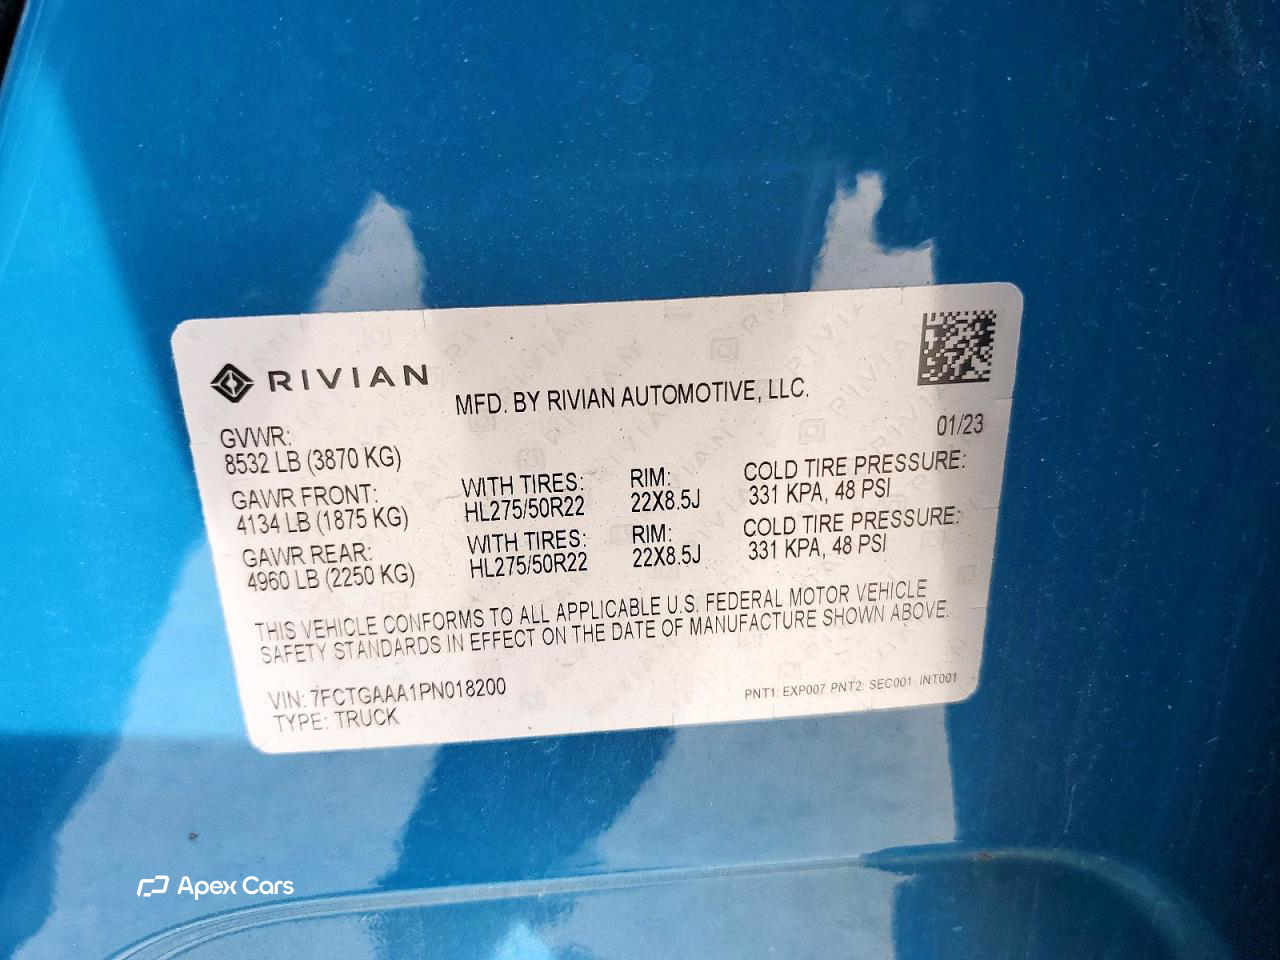 RIVIAN
MFD. BY RIVIAN AUTOMOTIVE, LLC.
01/23
GVWR:
8532 LB (3870 KG)
GAWR FRONT: WITH TIRES: RIM: COLD TIRE PRESSURE:
4134 LB (1875 KG) HL275/50R22 22X8.5J 331 KPA, 48 PSI
GAWR REAR: WITH TIRES: RIM: COLD TIRE PRESSURE:
4960 LB (2250 KG) HL275/50R22 22X8.5J 331 KPA, 48 PSI
THIS VEHICLE CONFORMS TO ALL APPLICABLE U.S. FEDERAL MOTOR VEHICLE
SAFETY STANDARDS IN EFFECT ON THE DATE OF MANUFACTURE SHOWN ABOVE.
VIN: 7FCTGAAA1PN018200
TYPE: TRUCK
PNT1: EXP007 PNT2: SEC001 INT001
Apex Cars